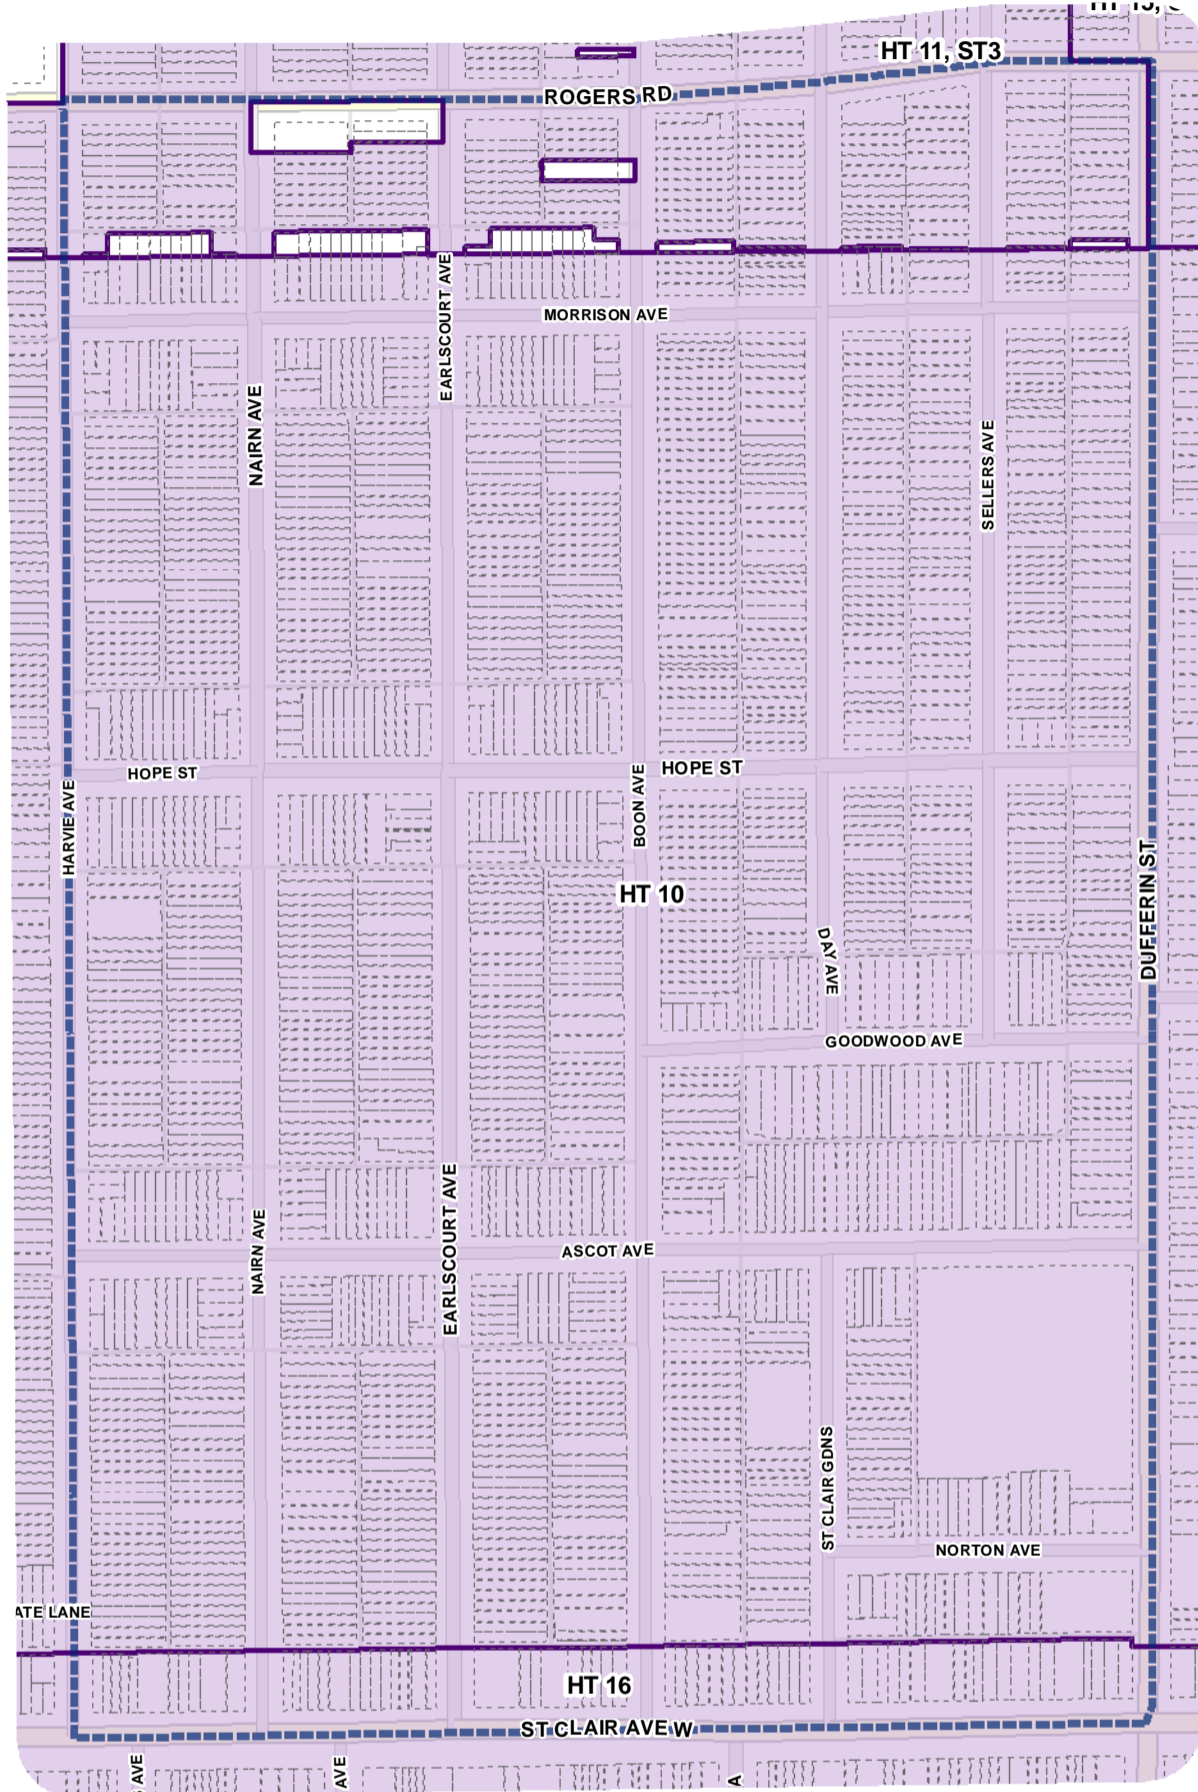 HT 11, ST3
ROGERS RD
EARLSCOURT AVE
MORRISON AVE
NAIRN AVE
SELLERS AVE
HOPE ST
HOPE ST
BOON AVE
HARVIE AVE
DUFFERIN ST
HT 10
DAY AVE
GOODWOOD AVE
NAIRN AVE
EARLSCOURT AVE
ASCOT AVE
ST CLAIR GDNS
NORTON AVE
ATE LANE
HT 16
ST CLAIR AVE W
AVE
AVE
A